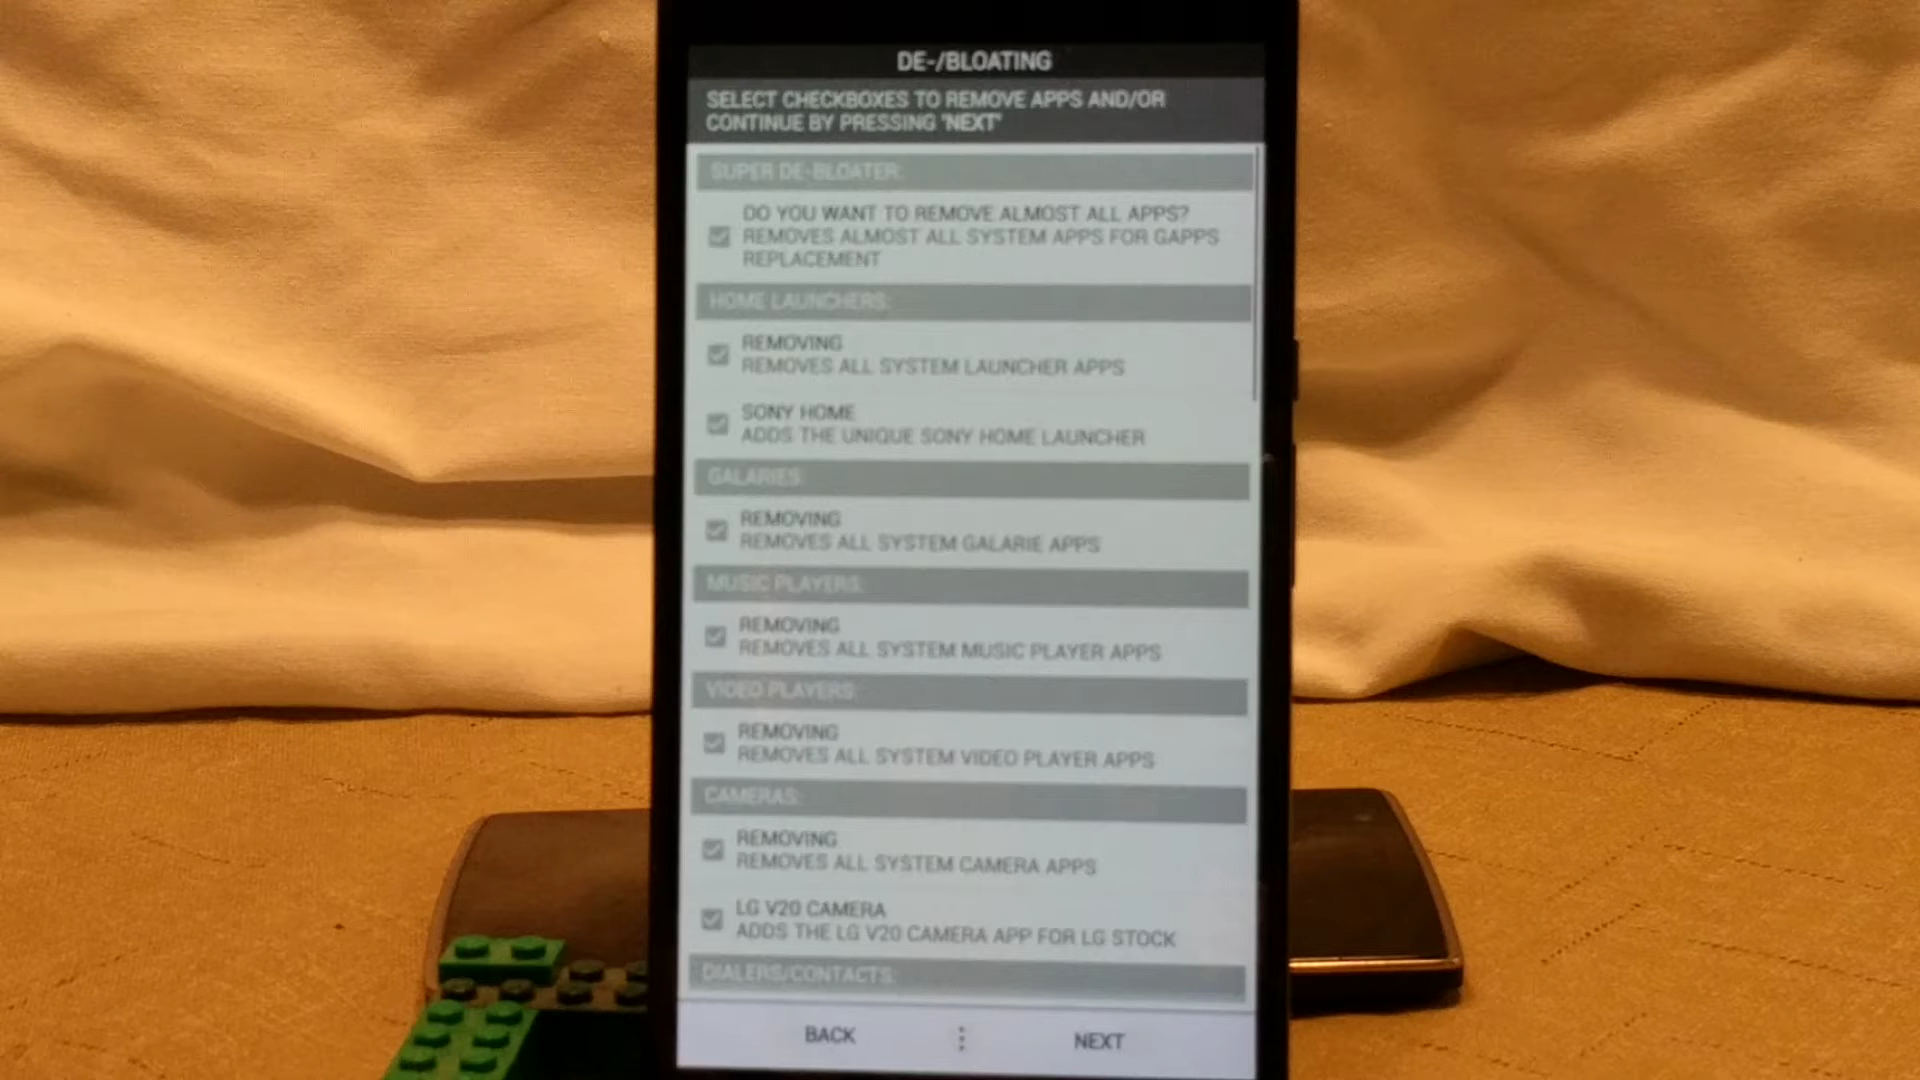 DE-/BLOATING
SELECT CHECKBOXES TO REMOVE APPS AND/OR
CONTINUE BY PRESSING 'NEXT'
SUPER DE-BLOATER:
DO YOU WANT TO REMOVE ALMOST ALL APPS?
REMOVES ALMOST ALL SYSTEM APPS FOR GAPPS
REPLACEMENT
HOME LAUNCHERS:
REMOVING
REMOVES ALL SYSTEM LAUNCHER APPS
SONY HOME
ADDS THE UNIQUE SONY HOME LAUNCHER
GALARIES:
REMOVING
REMOVES ALL SYSTEM GALARIE APPS
MUSIC PLAYERS:
REMOVING
REMOVES ALL SYSTEM MUSIC PLAYER APPS
VIDEO PLAYERS:
REMOVING
REMOVES ALL SYSTEM VIDEO PLAYER APPS
CAMERAS:
REMOVING
REMOVES ALL SYSTEM CAMERA APPS
LG V20 CAMERA
ADDS THE LG V20 CAMERA APP FOR LG STOCK
DIALERS/CONTACTS:
BACK
NEXT